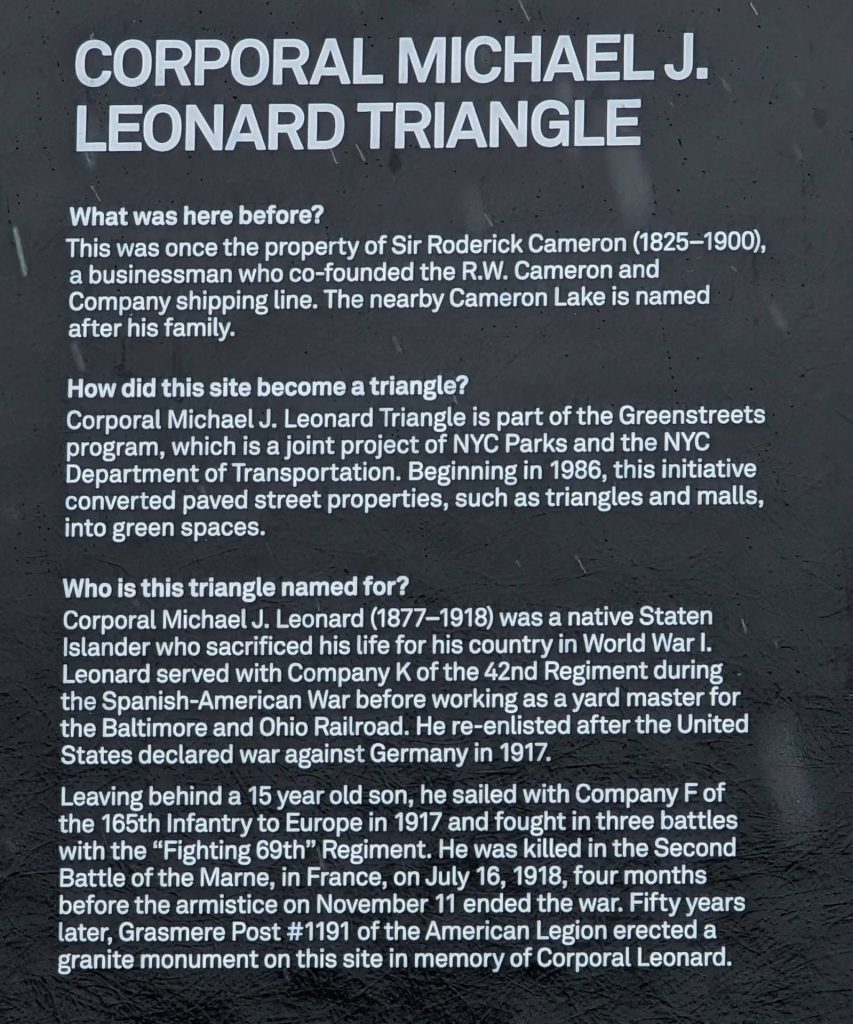 CORPORAL MICHAEL J.
LEONARD TRIANGLE
What was here before?
This was once the property of Sir Roderick Cameron (1825–1900),
a businessman who co-founded the R.W. Cameron and
Company shipping line. The nearby Cameron Lake is named
after his family.
How did this site become a triangle?
Corporal Michael J. Leonard Triangle is part of the Greenstreets
program, which is a joint project of NYC Parks and the NYC
Department of Transportation. Beginning in 1986, this initiative
converted paved street properties, such as triangles and malls,
into green spaces.
Who is this triangle named for?
Corporal Michael J. Leonard (1877–1918) was a native Staten
Islander who sacrificed his life for his country in World War I.
Leonard served with Company K of the 42nd Regiment during
the Spanish-American War before working as a yard master for
the Baltimore and Ohio Railroad. He re-enlisted after the United
States declared war against Germany in 1917.
Leaving behind a 15 year old son, he sailed with Company F of
the 165th Infantry to Europe in 1917 and fought in three battles
with the “Fighting 69th” Regiment. He was killed in the Second
Battle of the Marne, in France, on July 16, 1918, four months
before the armistice on November 11 ended the war. Fifty years
later, Grasmere Post #1191 of the American Legion erected a
granite monument on this site in memory of Corporal Leonard.